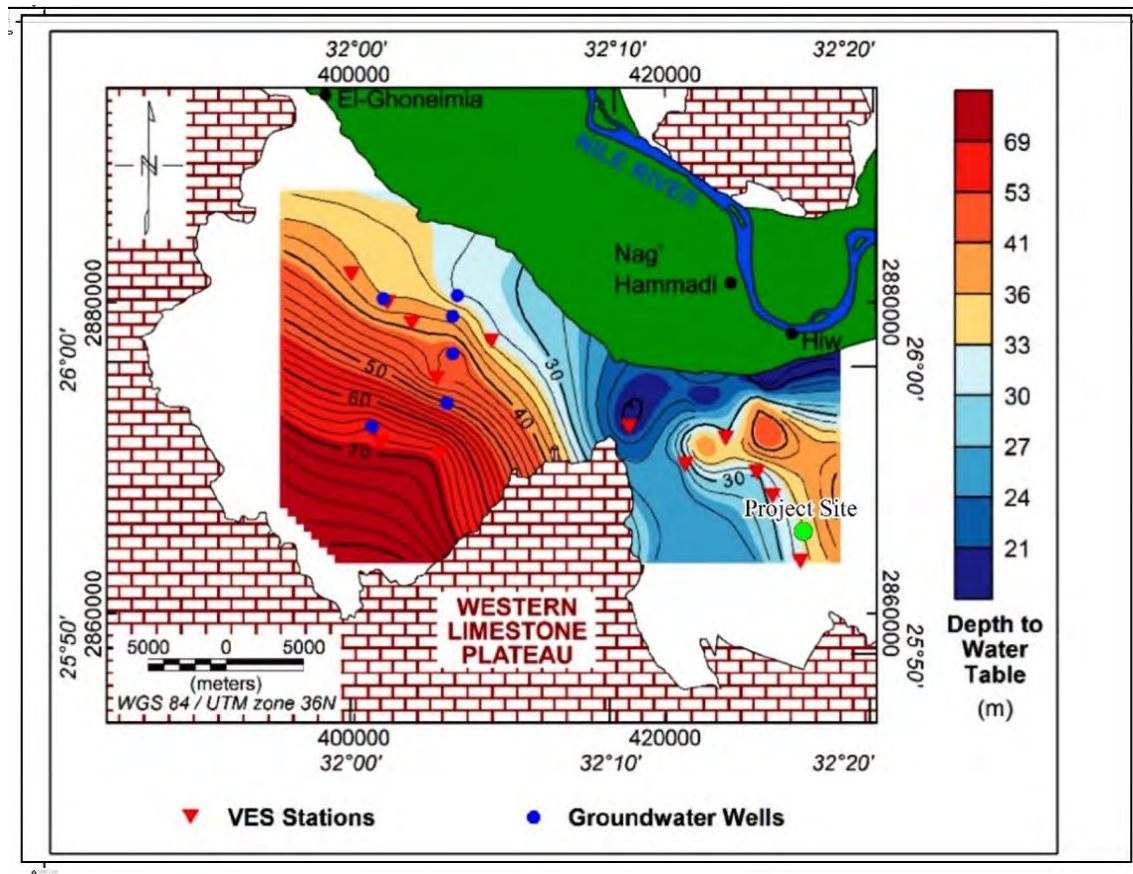 32°00' 32°10' 32°20'
400000 420000
El-Ghoneimia
N
NILE RIVER
Nag'
Hammadi
Hiw
2880000
26°00'
2860000
25°50'
2880000
26°00'
2860000
25°50'
30
50
60
40
70
30
Project Site
WESTERN
LIMESTONE
PLATEAU
5000 0 5000
(meters)
WGS 84 / UTM zone 36N
400000 420000
32°00' 32°10' 32°20'
69
53
41
36
33
30
27
24
21
Depth to
Water
Table
(m)
VES Stations
Groundwater Wells